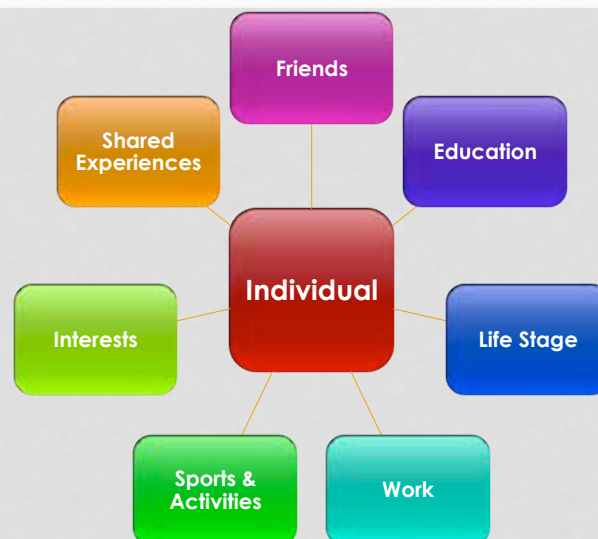 Friends
Shared
Experiences
Education
Individual
Interests
Life Stage
Sports &
Activities
Work